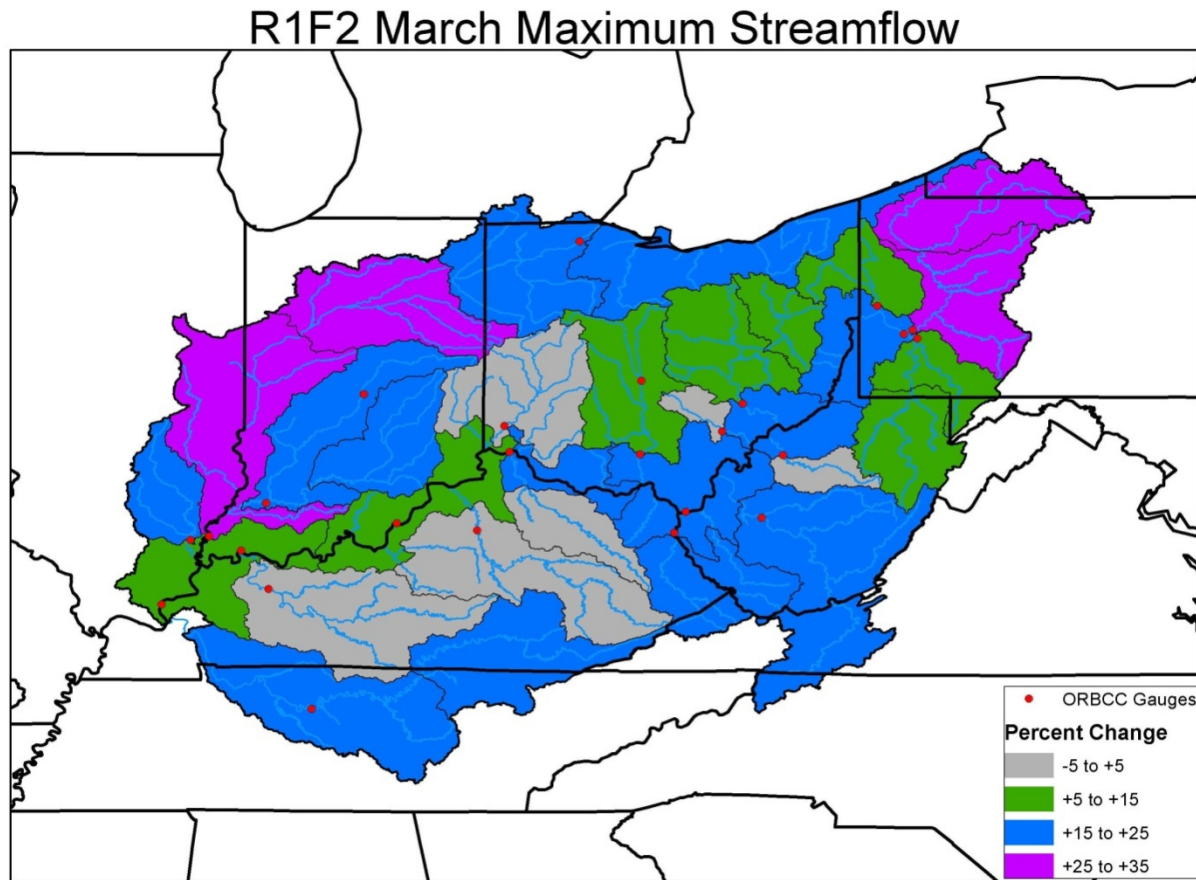 R1F2 March Maximum Streamflow
ORBCC Gauges
Percent Change
-5 to +5
+5 to +15
+15 to +25
+25 to +35